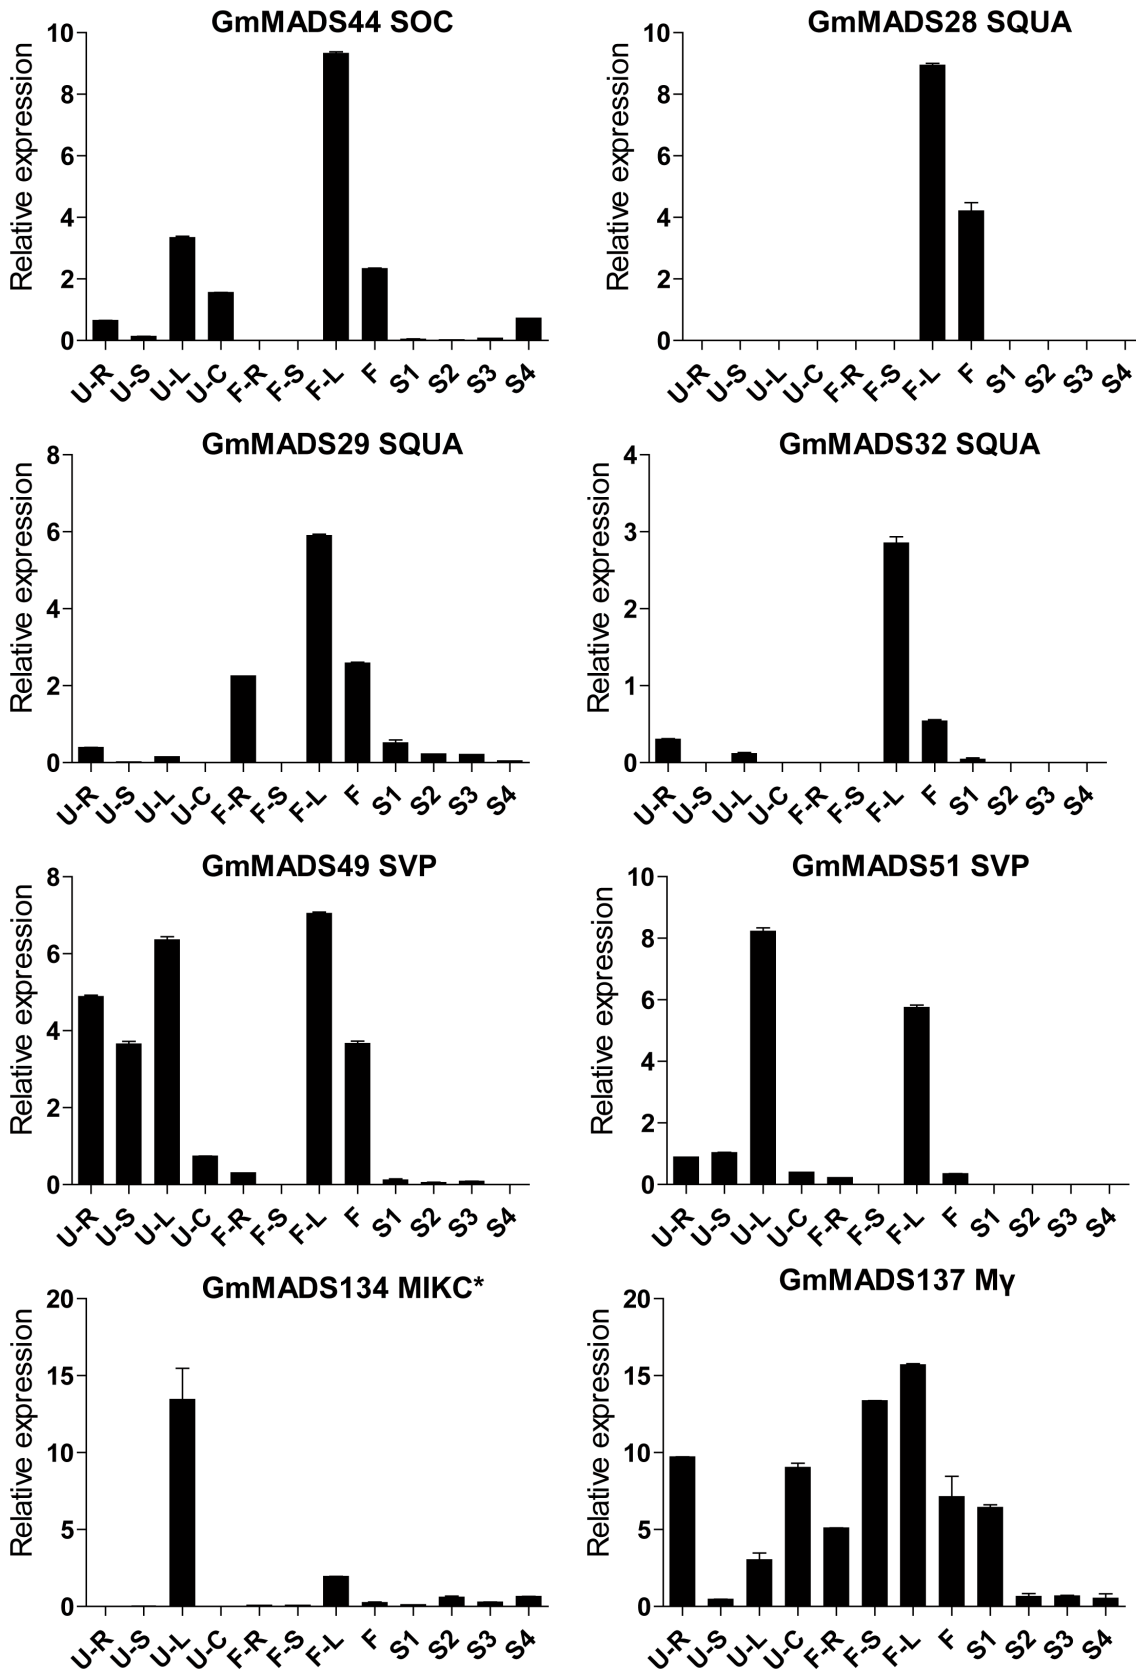 GmMADS44 SOC
Relative expression
10
8
6
4
2
0
U-R U-S U-L U-C F-R F-S F-L F S1 S2 S3 S4
GmMADS28 SQUA
Relative expression
10
8
6
4
2
0
U-R U-S U-L U-C F-R F-S F-L F S1 S2 S3 S4
GmMADS29 SQUA
Relative expression
8
6
4
2
0
U-R U-S U-L U-C F-R F-S F-L F S1 S2 S3 S4
GmMADS32 SQUA
Relative expression
4
3
2
1
0
U-R U-S U-L U-C F-R F-S F-L F S1 S2 S3 S4
GmMADS49 SVP
Relative expression
8
6
4
2
0
U-R U-S U-L U-C F-R F-S F-L F S1 S2 S3 S4
GmMADS51 SVP
Relative expression
10
8
6
4
2
0
U-R U-S U-L U-C F-R F-S F-L F S1 S2 S3 S4
GmMADS134 MIKC*
Relative expression
20
15
10
5
0
U-R U-S U-L U-C F-R F-S F-L F S1 S2 S3 S4
GmMADS137 Mγ
Relative expression
20
15
10
5
0
U-R U-S U-L U-C F-R F-S F-L F S1 S2 S3 S4